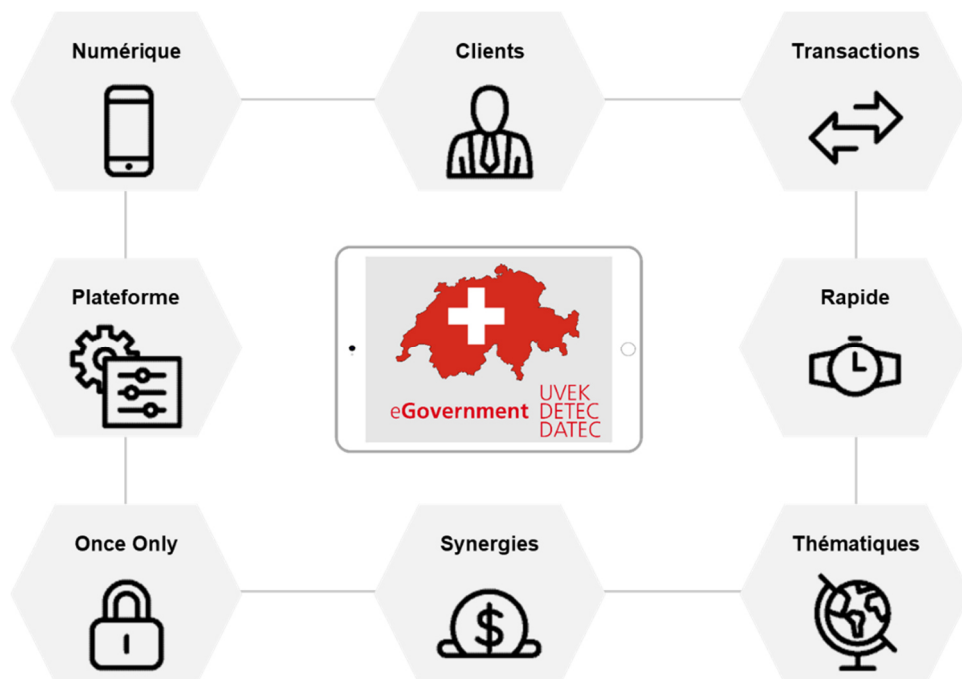 Numérique
Clients
Transactions
Plateforme
Rapide
eGovernment
UVEK
DETEC
DATEC
Once Only
Synergies
Thématiques
$